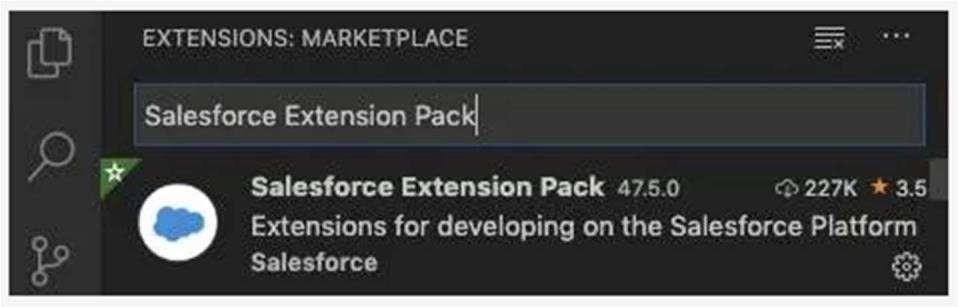 EXTENSIONS: MARKETPLACE
Salesforce Extension Pack
Salesforce Extension Pack 47.5.0 227K 3.5
Extensions for developing on the Salesforce Platform
Salesforce